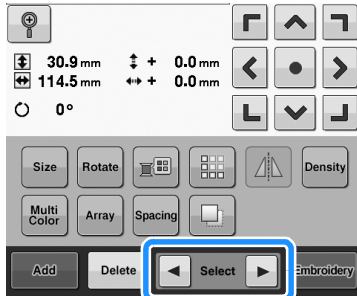 30.9 mm + 0.0 mm
114.5 mm + 0.0 mm
0°
Size Rotate Density
Multi Color Array Spacing
Add Delete Select Embroidery